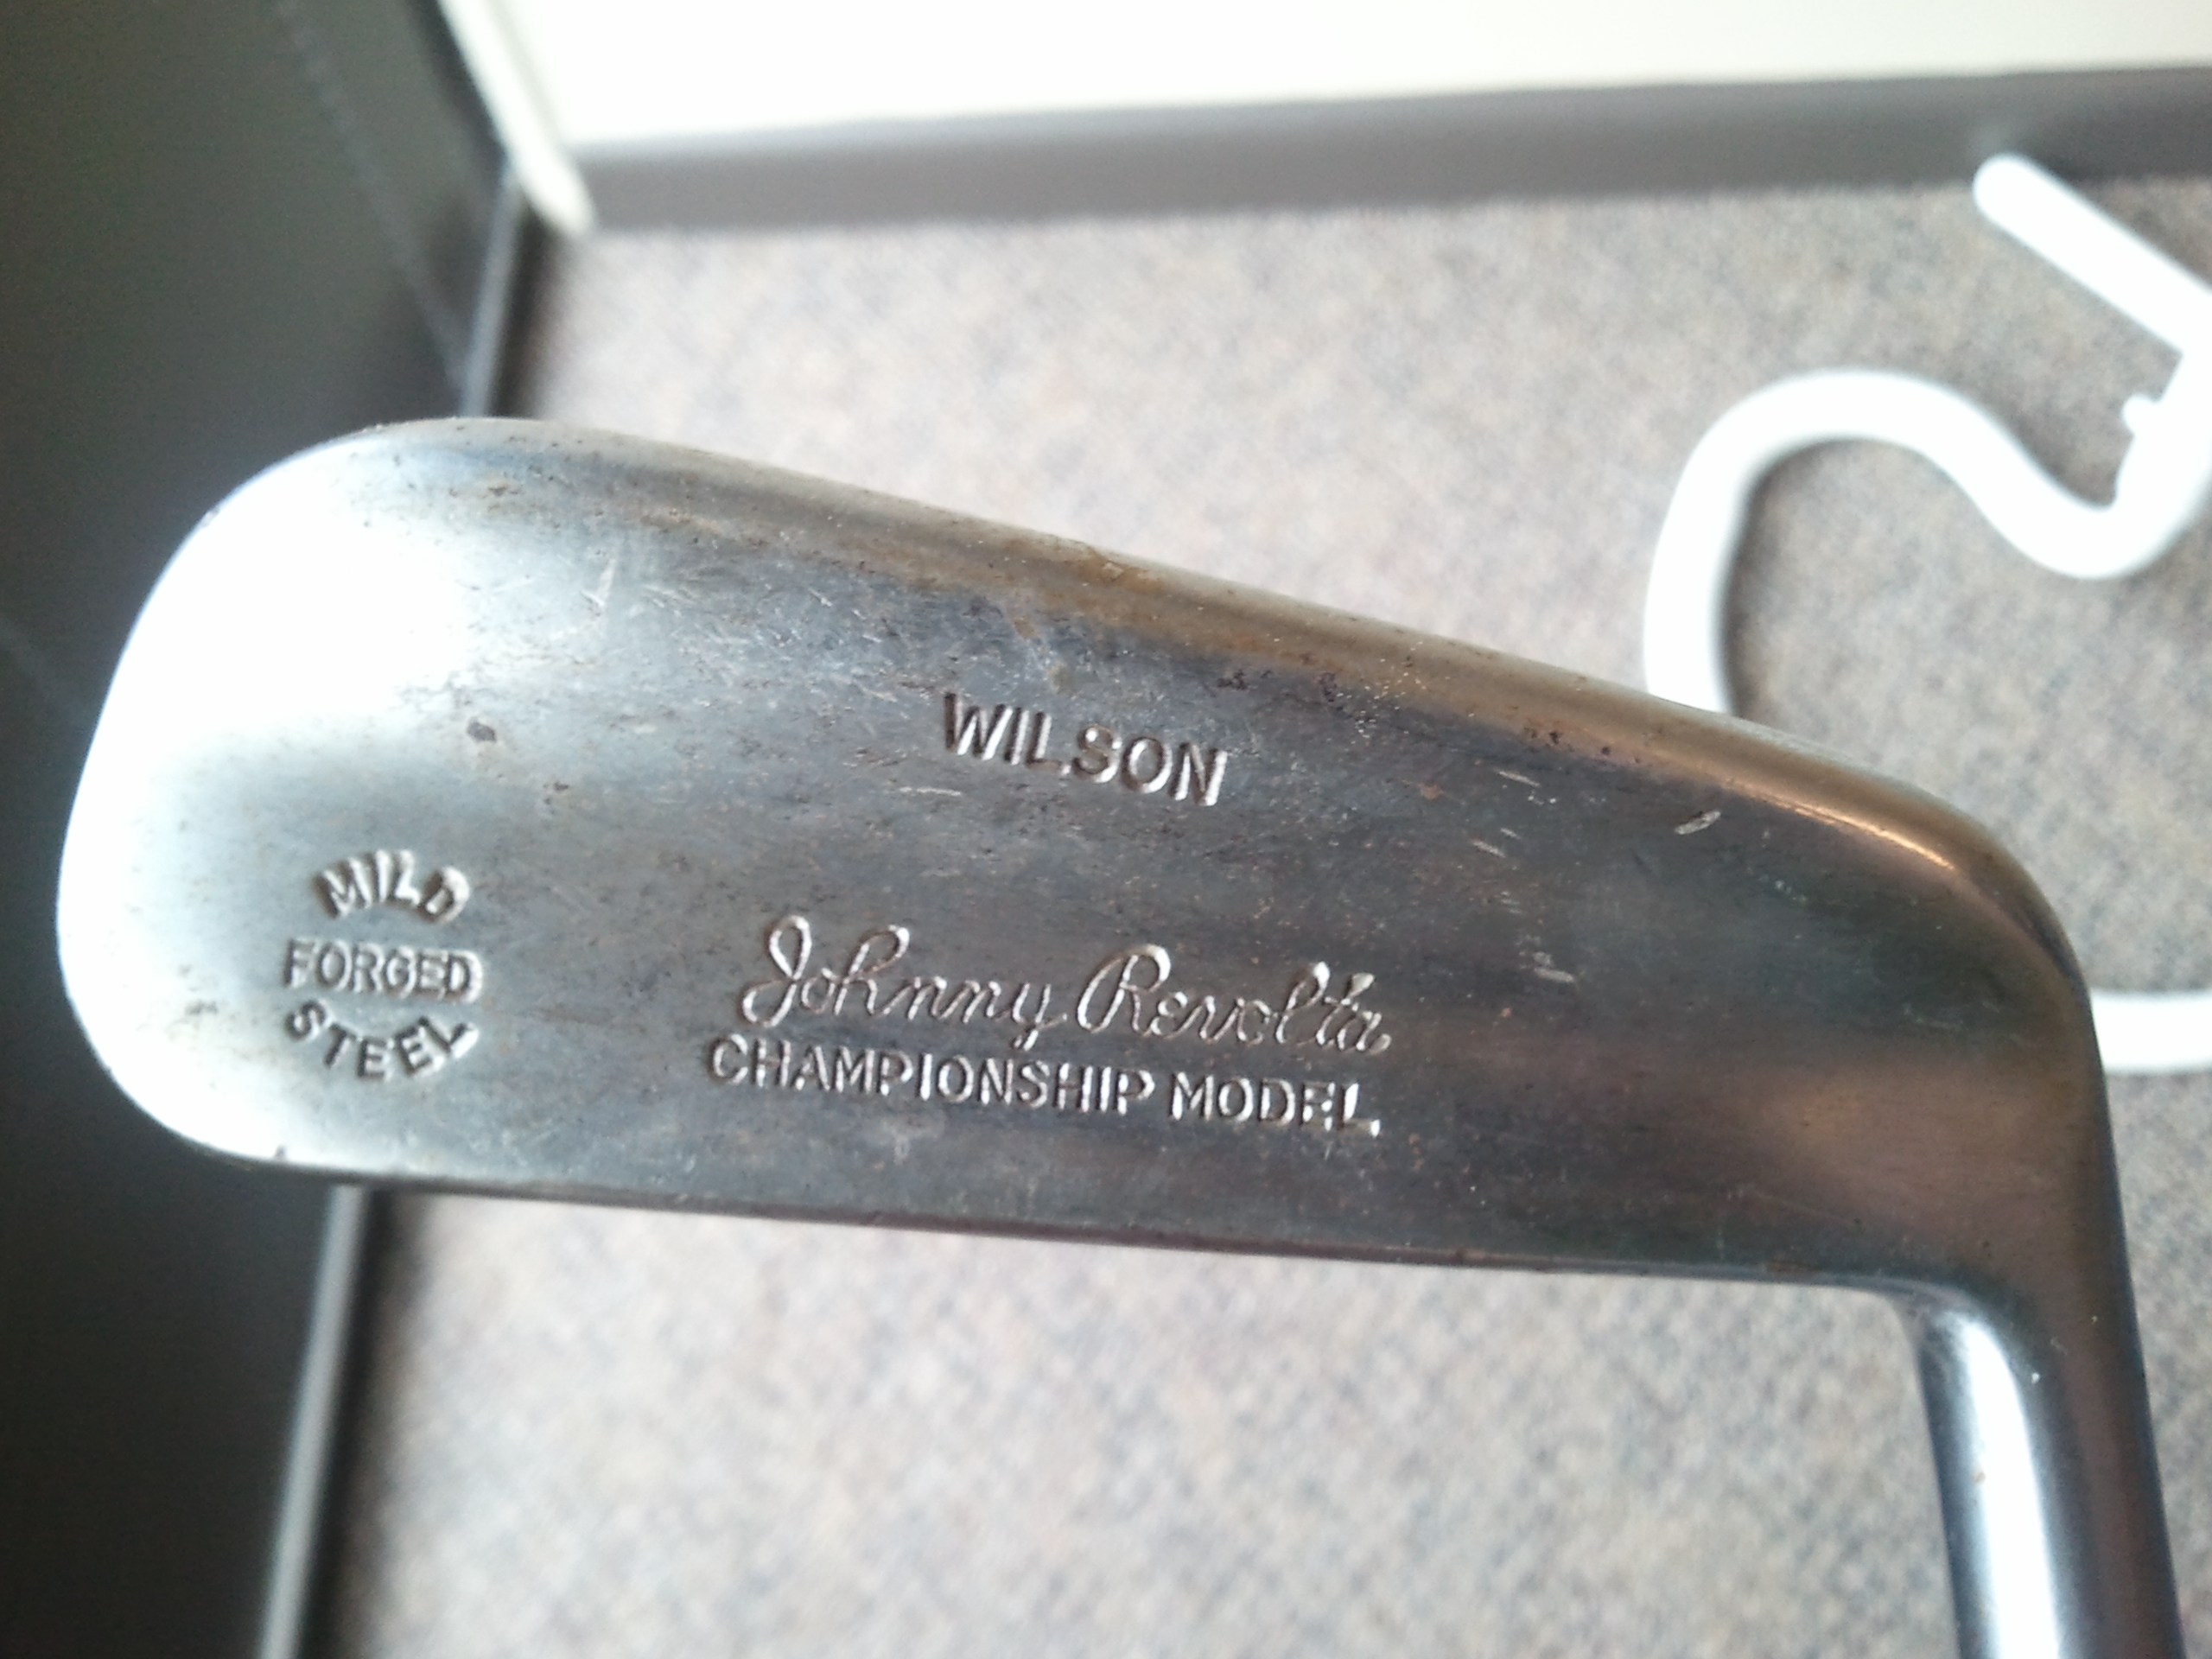 WILSON
MILD
FORGED
STEEL
Johnny Revolta
CHAMPIONSHIP MODEL